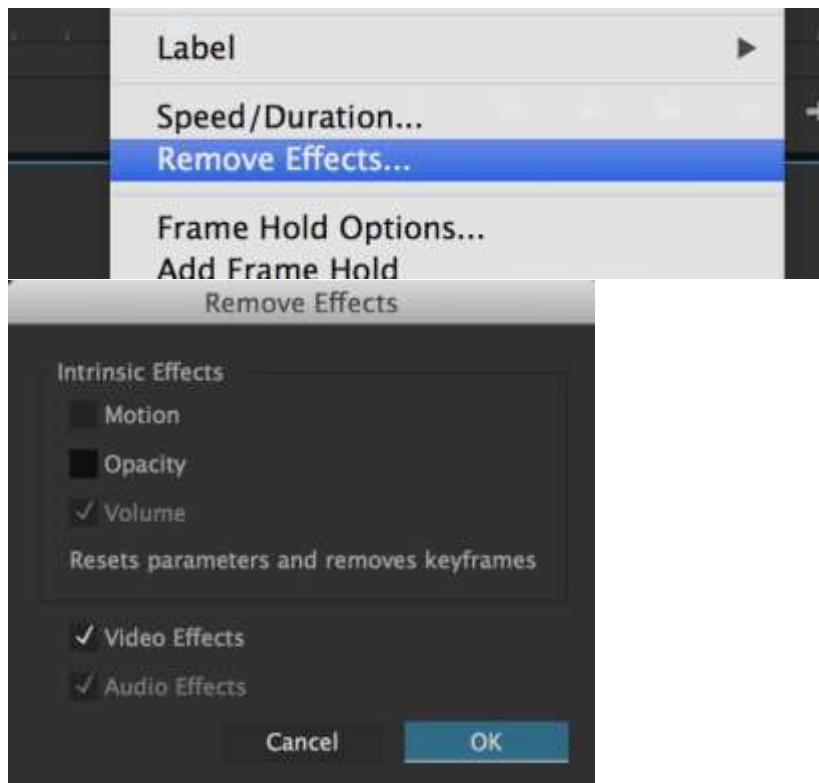 Label
Speed/Duration...
Remove Effects...
Frame Hold Options...
Add Frame Hold
Remove Effects
Intrinsic Effects
Motion
Opacity
Volume
Resets parameters and removes keyframes
Video Effects
Audio Effects
Cancel OK